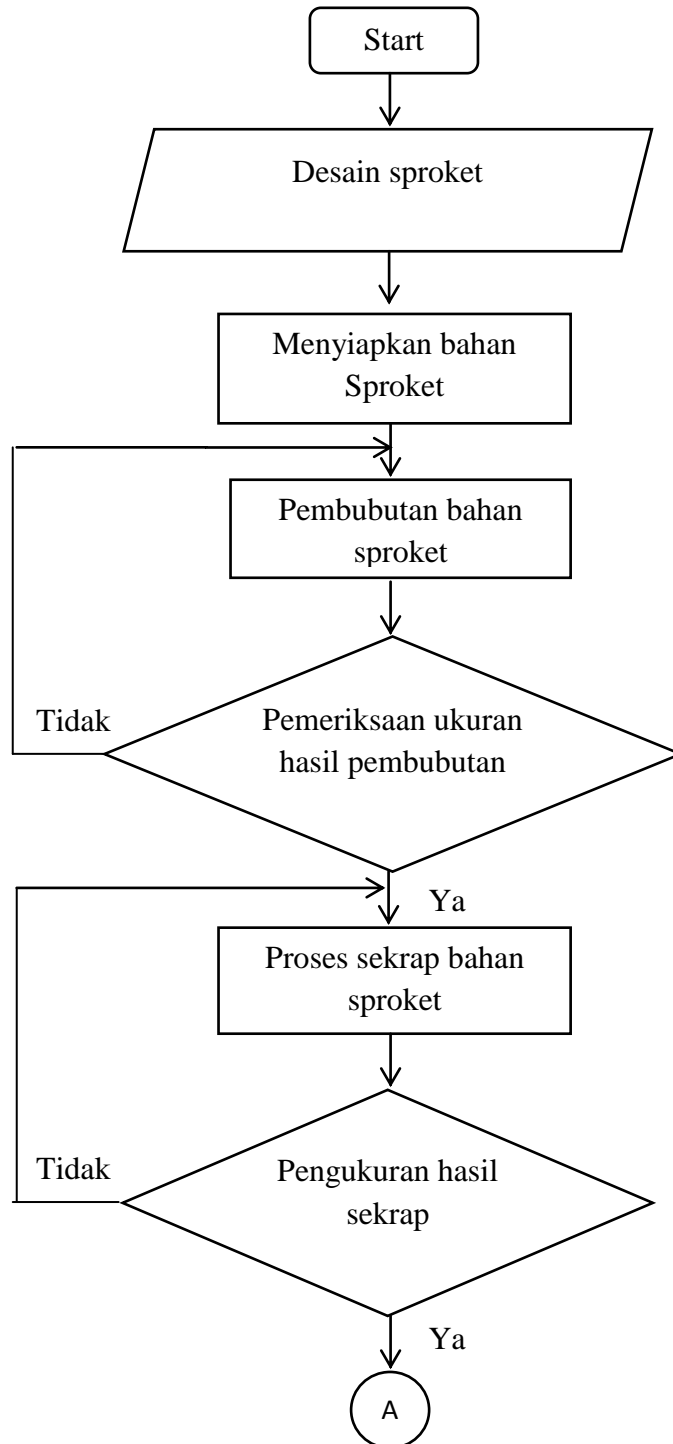 Start
Desain sproket
Menyiapkan bahan
Sproket
Pembubutan bahan
sproket
Tidak
Pemeriksaan ukuran
hasil pembubutan
Ya
Proses sekrap bahan
sproket
Tidak
Pengukuran hasil
sekrap
Ya
A